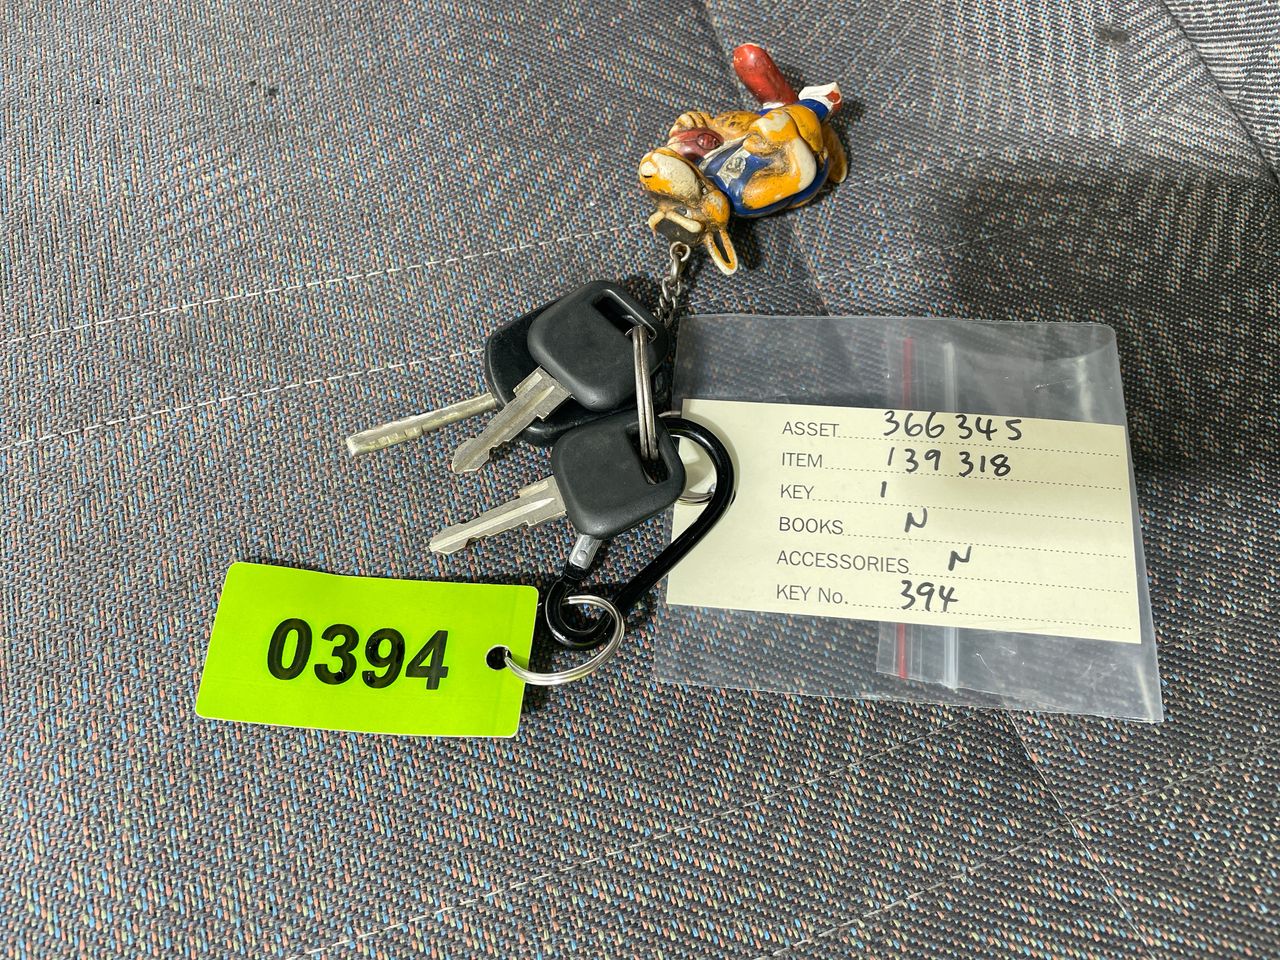 ASSET 366345
ITEM 139318
KEY 1
BOOKS N
ACCESSORIES N
KEY No. 394
0394